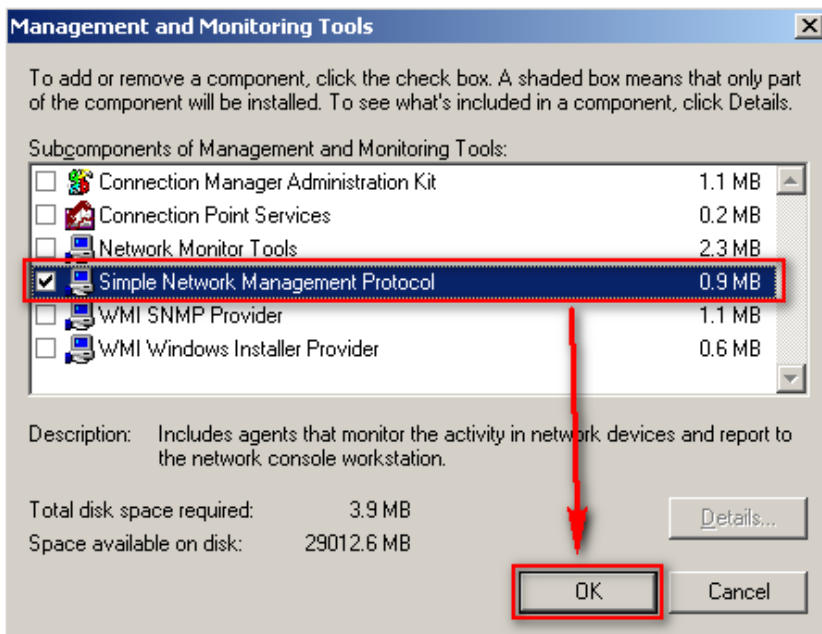 Management and Monitoring Tools
To add or remove a component, click the check box. A shaded box means that only part
of the component will be installed. To see what's included in a component, click Details.
Subcomponents of Management and Monitoring Tools:
Connection Manager Administration Kit 1.1 MB
Connection Point Services 0.2 MB
Network Monitor Tools 2.3 MB
Simple Network Management Protocol 0.9 MB
WMI SNMP Provider 1.1 MB
WMI Windows Installer Provider 0.6 MB
Description: Includes agents that monitor the activity in network devices and report to
the network console workstation.
Total disk space required: 3.9 MB
Details...
Space available on disk: 29012.6 MB
OK Cancel